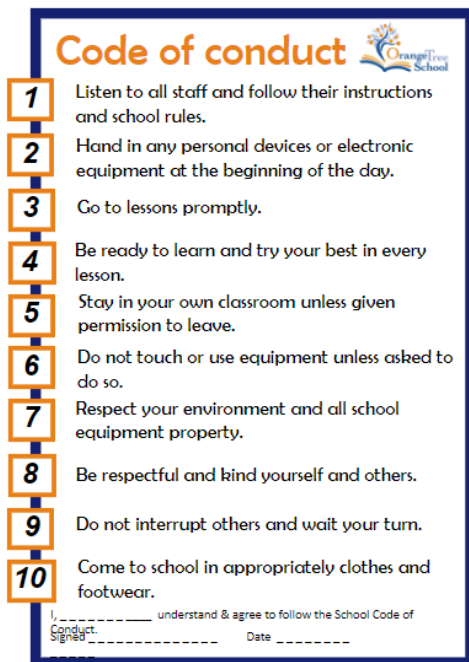 Code of conduct
OrangeTree
School
1
Listen to all staff and follow their instructions
and school rules.
2
Hand in any personal devices or electronic
equipment at the beginning of the day.
3
Go to lessons promptly.
4
Be ready to learn and try your best in every
lesson.
5
Stay in your own classroom unless given
permission to leave.
6
Do not touch or use equipment unless asked to
do so.
7
Respect your environment and all school
equipment property.
8
Be respectful and kind yourself and others.
9
Do not interrupt others and wait your turn.
10
Come to school in appropriately clothes and
footwear.
I, _ _ _ _ _ _ _ _ _ ___ understand & agree to follow the School Code of
Conduct.
Signed _ _ _ _ _ _ _ _ _ _ _ _ _ _ Date _ _ _ _ _ _ _ _
_ _ _ _ _